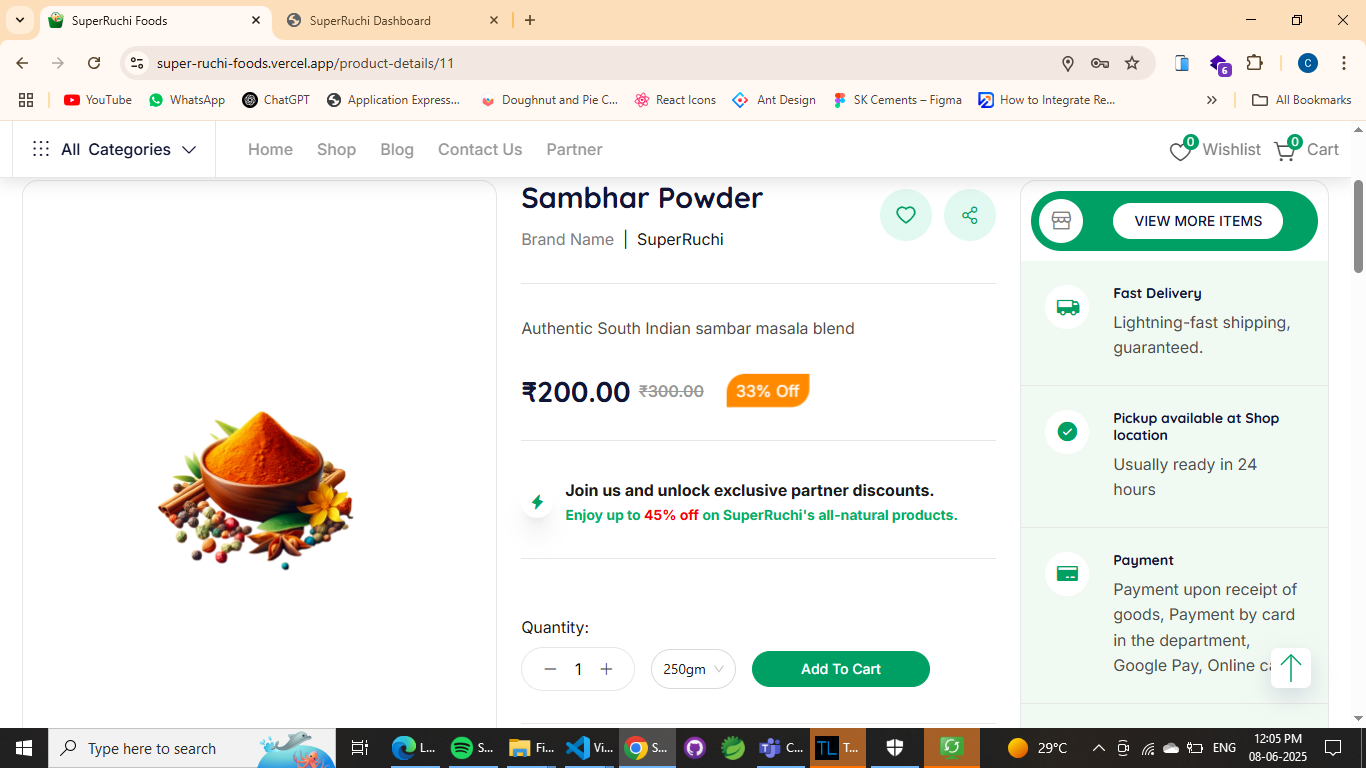 SuperRuchi Foods
SuperRuchi Dashboard
super-ruchi-foods.vercel.app/product-details/11
6
C
YouTube
WhatsApp
ChatGPT
Application Express...
Doughnut and Pie C...
React Icons
Ant Design
SK Cements – Figma
How to Integrate Re...
All Bookmarks
All Categories
Home
Shop
Blog
Contact Us
Partner
0
Wishlist
0
Cart
Sambhar Powder
Brand Name | SuperRuchi
Authentic South Indian sambar masala blend
₹200.00 ₹300.00 33% Off
Join us and unlock exclusive partner discounts.
Enjoy up to 45% off on SuperRuchi's all-natural products.
Quantity:
1
250gm
Add To Cart
VIEW MORE ITEMS
Fast Delivery
Lightning-fast shipping,
guaranteed.
Pickup available at Shop
location
Usually ready in 24
hours
Payment
Payment upon receipt of
goods, Payment by card
in the department,
Google Pay, Online c
Type here to search
L...
S...
Fi...
Vi...
S...
C...
TL
T...
29°C
ENG
12:05 PM
08-06-2025